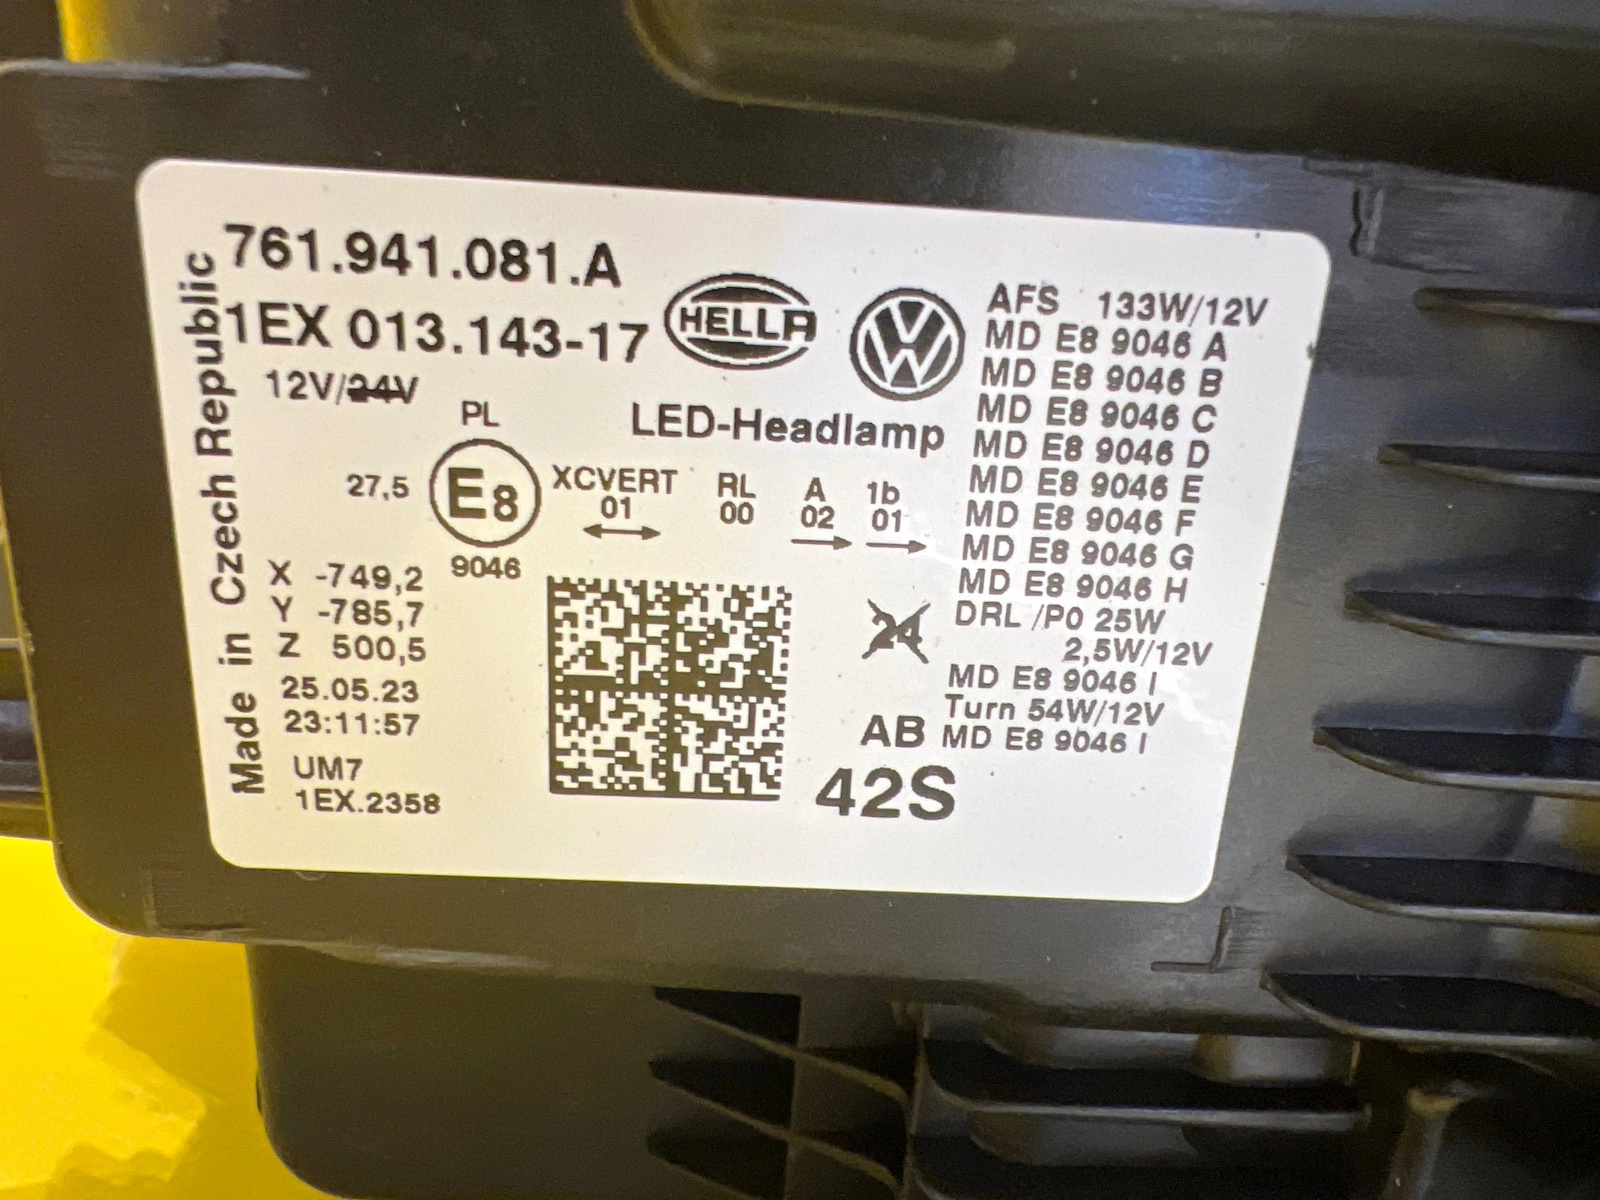 761.941.081.A
1EX 013.143-17
12V/24V
HELLA
VW
LED-Headlamp
PL
27,5
E8
9046
XCVERT
01
RL
00
A
02
1b
01
X -749,2
Y -785,7
Z 500,5
25.05.23
23:11:57
UM7
1EX.2358
24
AB
42S
AFS 133W/12V
MD E8 9046 A
MD E8 9046 B
MD E8 9046 C
MD E8 9046 D
MD E8 9046 E
MD E8 9046 F
MD E8 9046 G
MD E8 9046 H
DRL /P0 25W
2,5W/12V
MD E8 9046 I
Turn 54W/12V
MD E8 9046 I
Made in Czech Republic